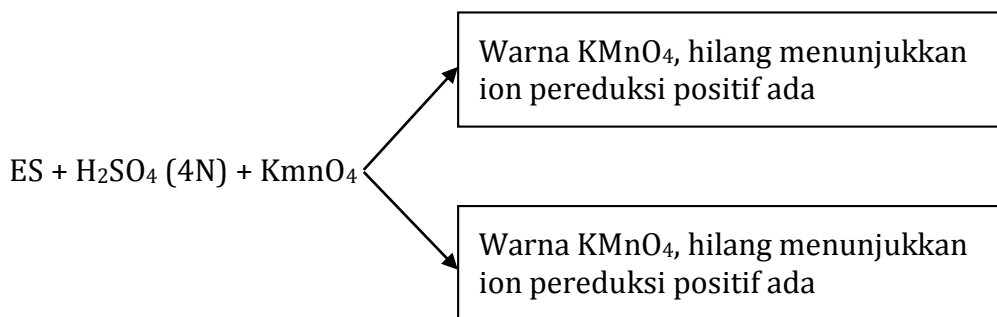 Warna KMnO₄, hilang menunjukkan
ion pereduksi positif ada
ES + H₂SO₄ (4N) + KmnO₄
Warna KMnO₄, hilang menunjukkan
ion pereduksi positif ada